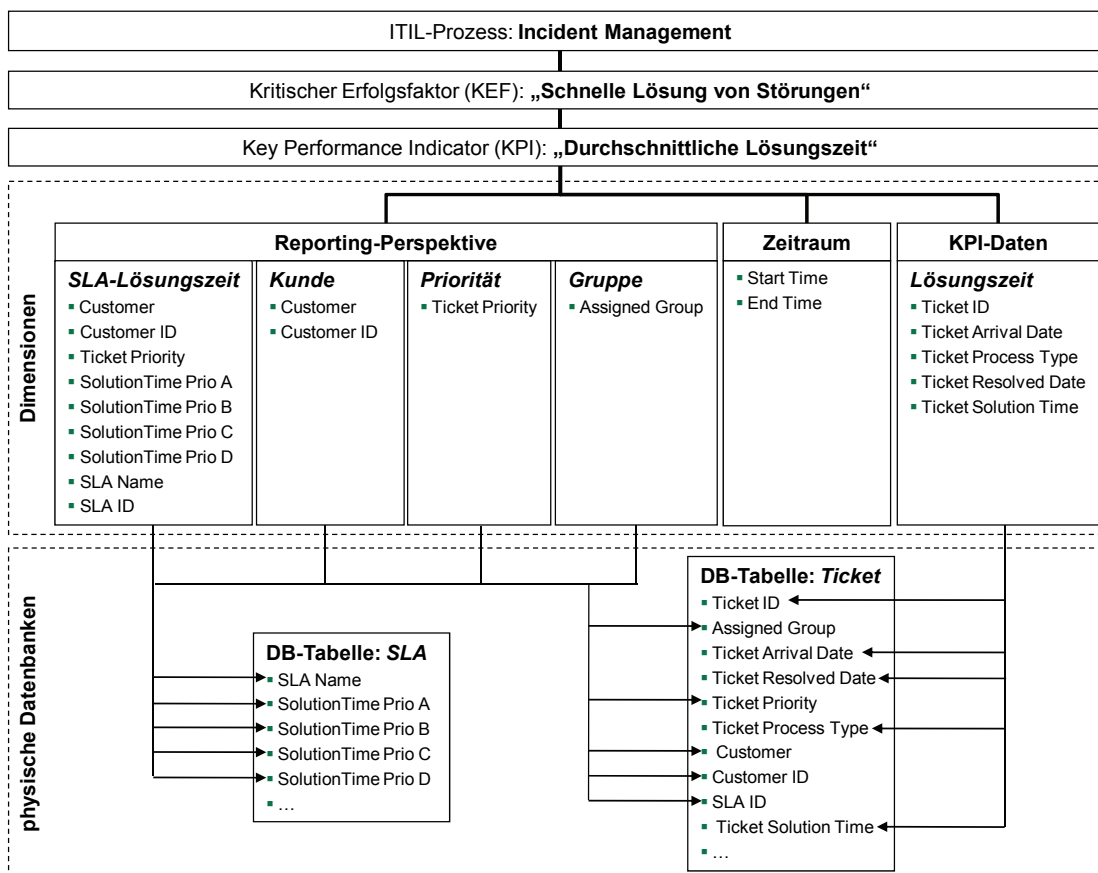 ITIL-Prozess: Incident Management
Kritischer Erfolgsfaktor (KEF): „Schnelle Lösung von Störungen“
Key Performance Indicator (KPI): „Durchschnittliche Lösungszeit“
Dimensionen
Reporting-Perspektive
SLA-Lösungszeit
Customer
Customer ID
Ticket Priority
SolutionTime Prio A
SolutionTime Prio B
SolutionTime Prio C
SolutionTime Prio D
SLA Name
SLA ID
Kunde
Customer
Customer ID
Priorität
Ticket Priority
Gruppe
Assigned Group
Zeitraum
Start Time
End Time
KPI-Daten
Lösungszeit
Ticket ID
Ticket Arrival Date
Ticket Process Type
Ticket Resolved Date
Ticket Solution Time
physische Datenbanken
DB-Tabelle: SLA
SLA Name
SolutionTime Prio A
SolutionTime Prio B
SolutionTime Prio C
SolutionTime Prio D
…
DB-Tabelle: Ticket
Ticket ID
Assigned Group
Ticket Arrival Date
Ticket Resolved Date
Ticket Priority
Ticket Process Type
Customer
Customer ID
SLA ID
Ticket Solution Time
…